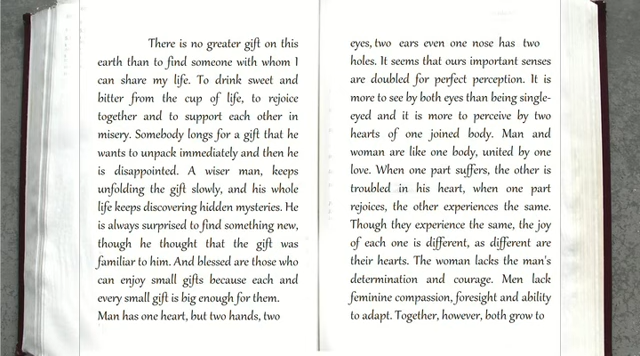 There is no greater gift on this
earth than to find someone with whom I
can share my life. To drink sweet and
bitter from the cup of life, to rejoice
together and to support each other in
misery. Somebody longs for a gift that he
wants to unpack immediately and then he
is disappointed. A wiser man, keeps
unfolding the gift slowly, and his whole
life keeps discovering hidden mysteries. He
is always surprised to find something new,
though he thought that the gift was
familiar to him. And blessed are those who
can enjoy small gifts because each and
every small gift is big enough for them.
Man has one heart, but two hands, two
eyes, two ears even one nose has two
holes. It seems that ours important senses
are doubled for perfect perception. It is
more to see by both eyes than being single-
eyed and it is more to perceive by two
hearts of one joined body. Man and
woman are like one body, united by one
love. When one part suffers, the other is
troubled in his heart, when one part
rejoices, the other experiences the same.
Though they experience the same, the joy
of each one is different, as different are
their hearts. The woman lacks the man's
determination and courage. Men lack
feminine compassion, foresight and ability
to adapt. Together, however, both grow to